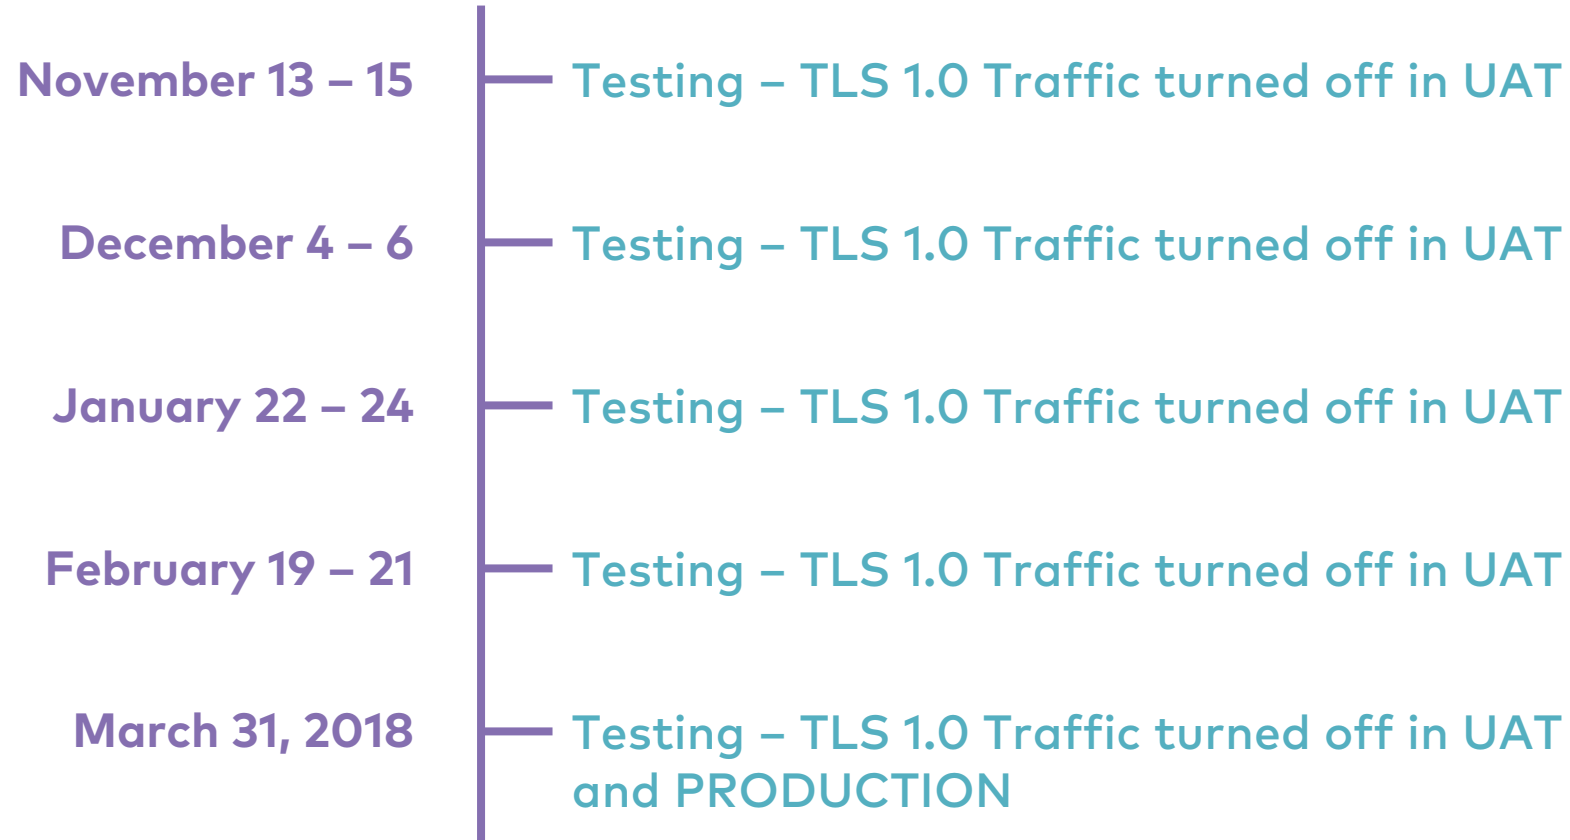 November 13 – 15
Testing – TLS 1.0 Traffic turned off in UAT
December 4 – 6
Testing – TLS 1.0 Traffic turned off in UAT
January 22 – 24
Testing – TLS 1.0 Traffic turned off in UAT
February 19 – 21
Testing – TLS 1.0 Traffic turned off in UAT
March 31, 2018
Testing – TLS 1.0 Traffic turned off in UAT
and PRODUCTION